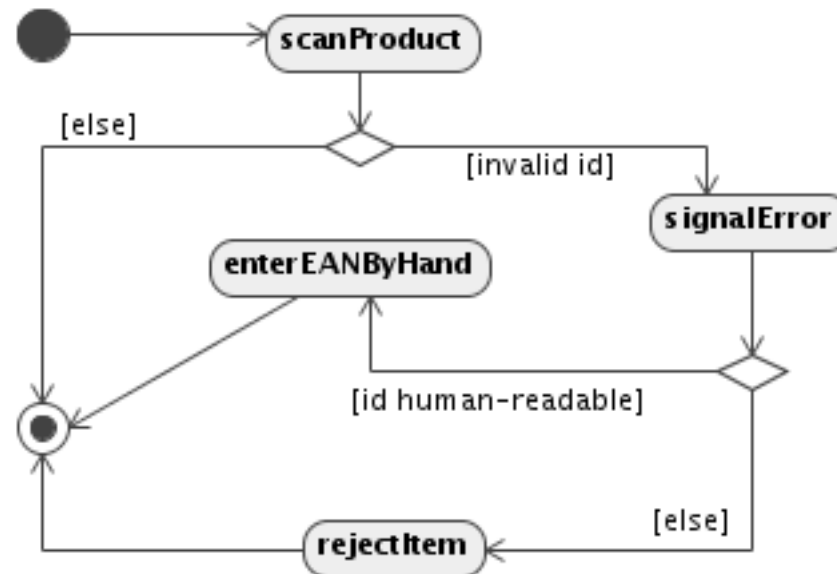 scanProduct
[else]
[invalid id]
signalError
enterEANByHand
[id human-readable]
[else]
rejectItem